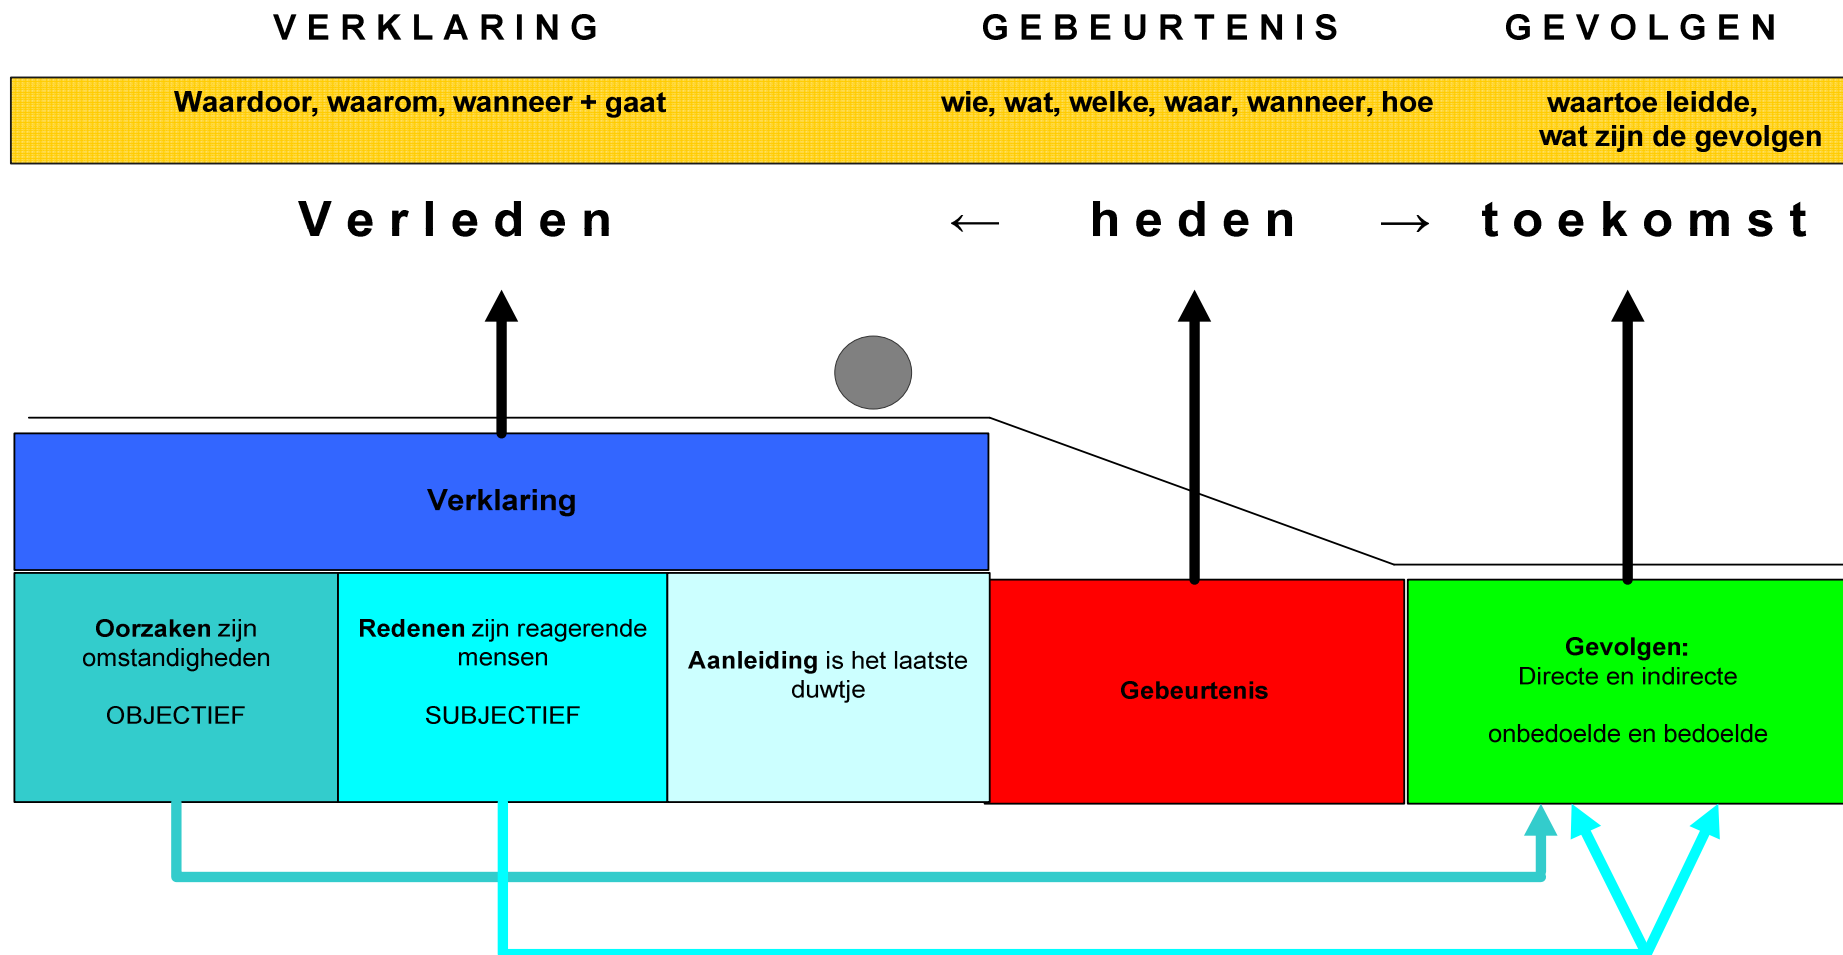 VERKLARING
GEBEURTENIS
GEVOLGEN
Waardoor, waarom, wanneer + gaat
wie, wat, welke, waar, wanneer, hoe
waartoe leidde,
wat zijn de gevolgen
Verleden ← heden → toekomst
Verklaring
Oorzaken zijn
omstandigheden
OBJECTIEF
Redenen zijn reagerende
mensen
SUBJECTIEF
Aanleiding is het laatste
duwtje
Gebeurtenis
Gevolgen:
Directe en indirecte
onbedoelde en bedoelde